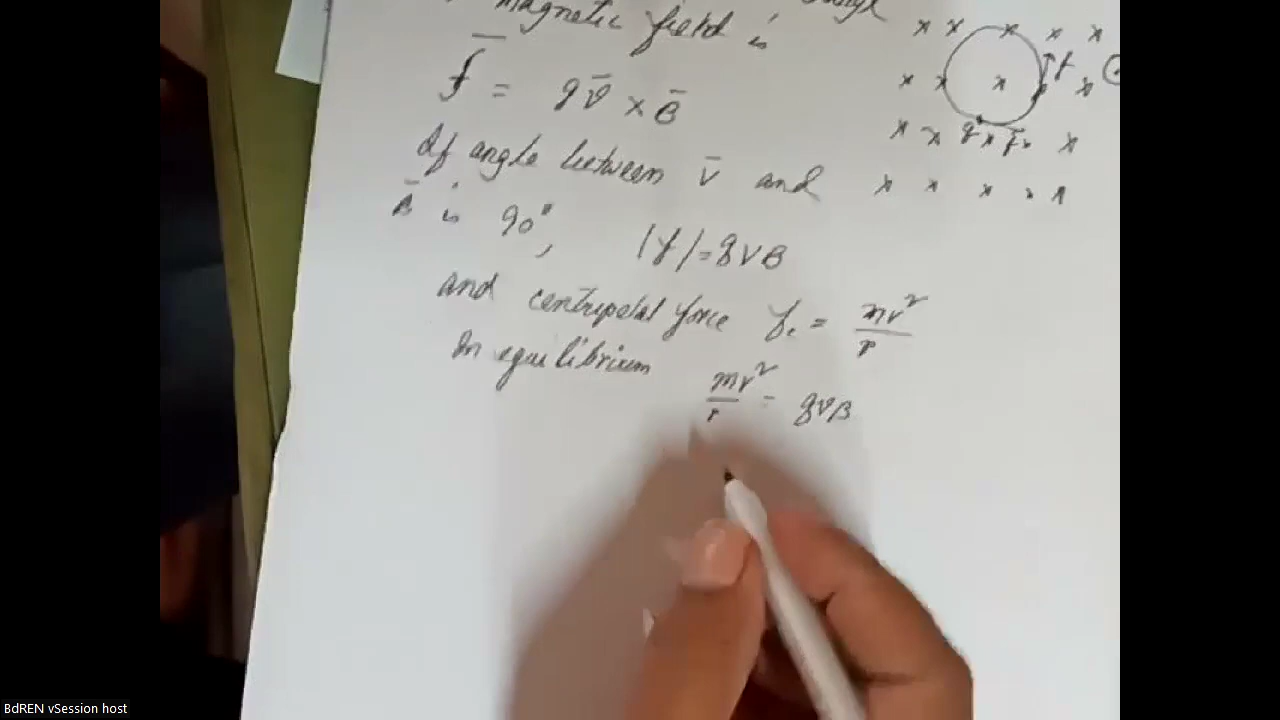 magnetic field is
f̄ = qv̄ × B̄
If angle between v̄ and
B̄ is 90°, |f| = qvB
and centripetal force fc = mv²/r
In equilibrium mv²/r = qvB
BdREN vSession host